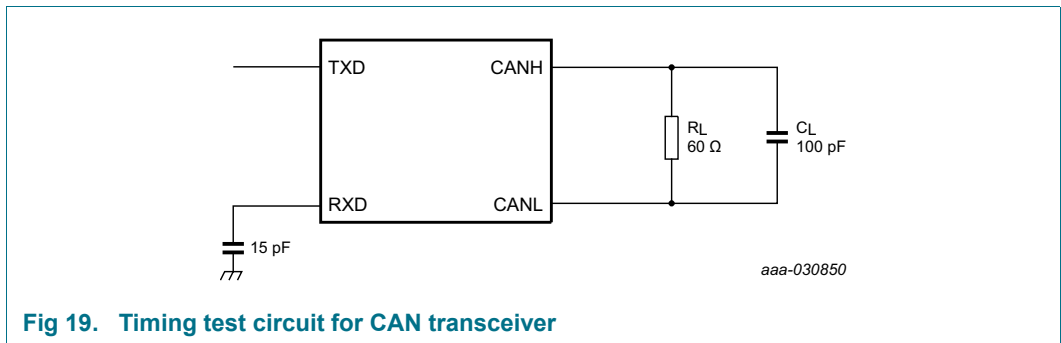 TXD
CANH
RL
60 Ω
CL
100 pF
RXD
CANL
15 pF
aaa-030850
Fig 19. Timing test circuit for CAN transceiver